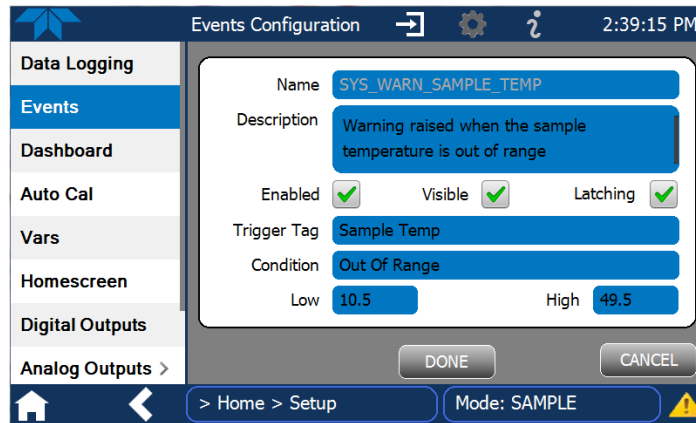 Events Configuration
2:39:15 PM
Data Logging
Events
Dashboard
Auto Cal
Vars
Homescreen
Digital Outputs
Analog Outputs >
Name SYS_WARN_SAMPLE_TEMP
Description Warning raised when the sample
temperature is out of range
Enabled Visible Latching
Trigger Tag Sample Temp
Condition Out Of Range
Low 10.5 High 49.5
DONE CANCEL
> Home > Setup Mode: SAMPLE